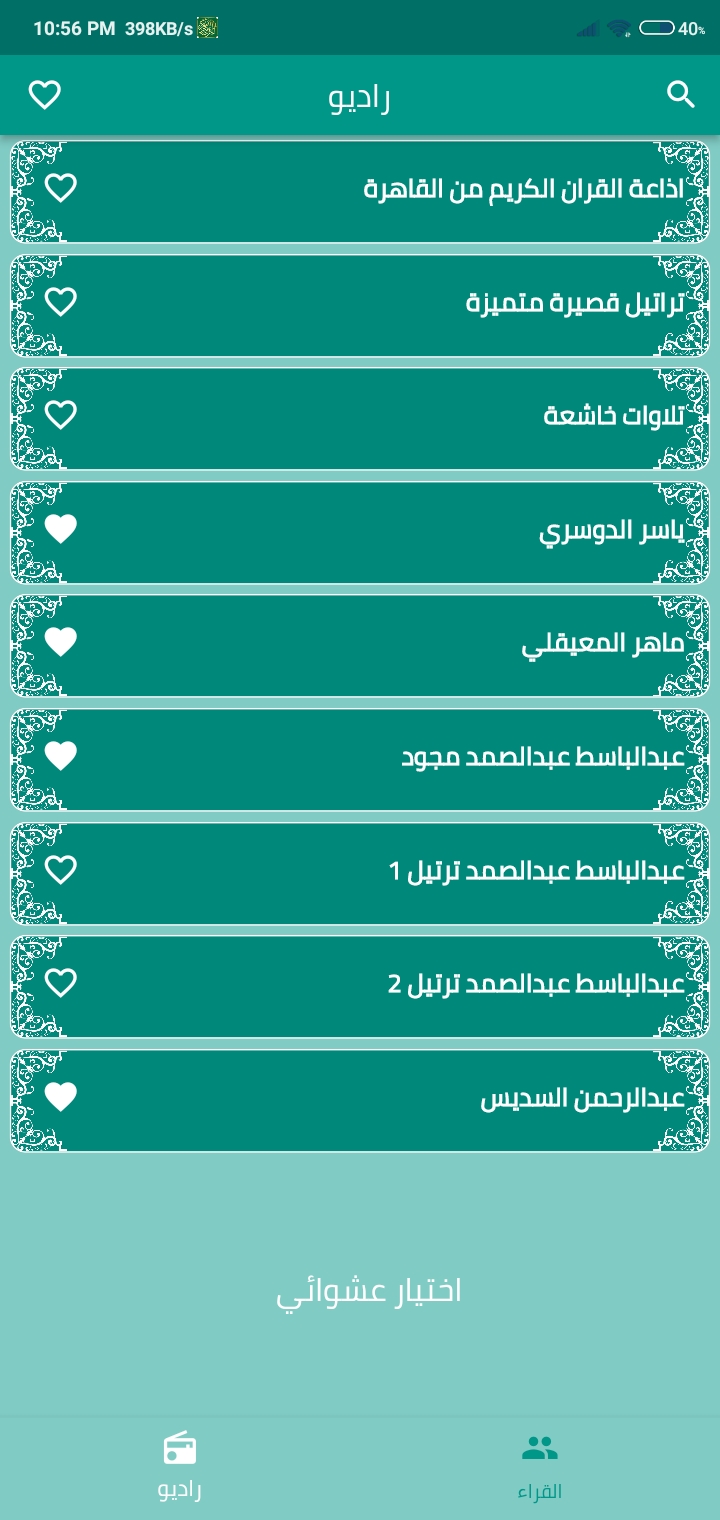 10:56 PM 398KB/s 40%
راديو
اذاعة القران الكريم من القاهرة
تراتيل قصيرة متميزة
تلاوات خاشعة
ياسر الدوسري
ماهر المعيقلي
عبدالباسط عبدالصمد مجود
عبدالباسط عبدالصمد ترتيل 1
عبدالباسط عبدالصمد ترتيل 2
عبدالرحمن السديس
اختيار عشوائي
القراء
راديو